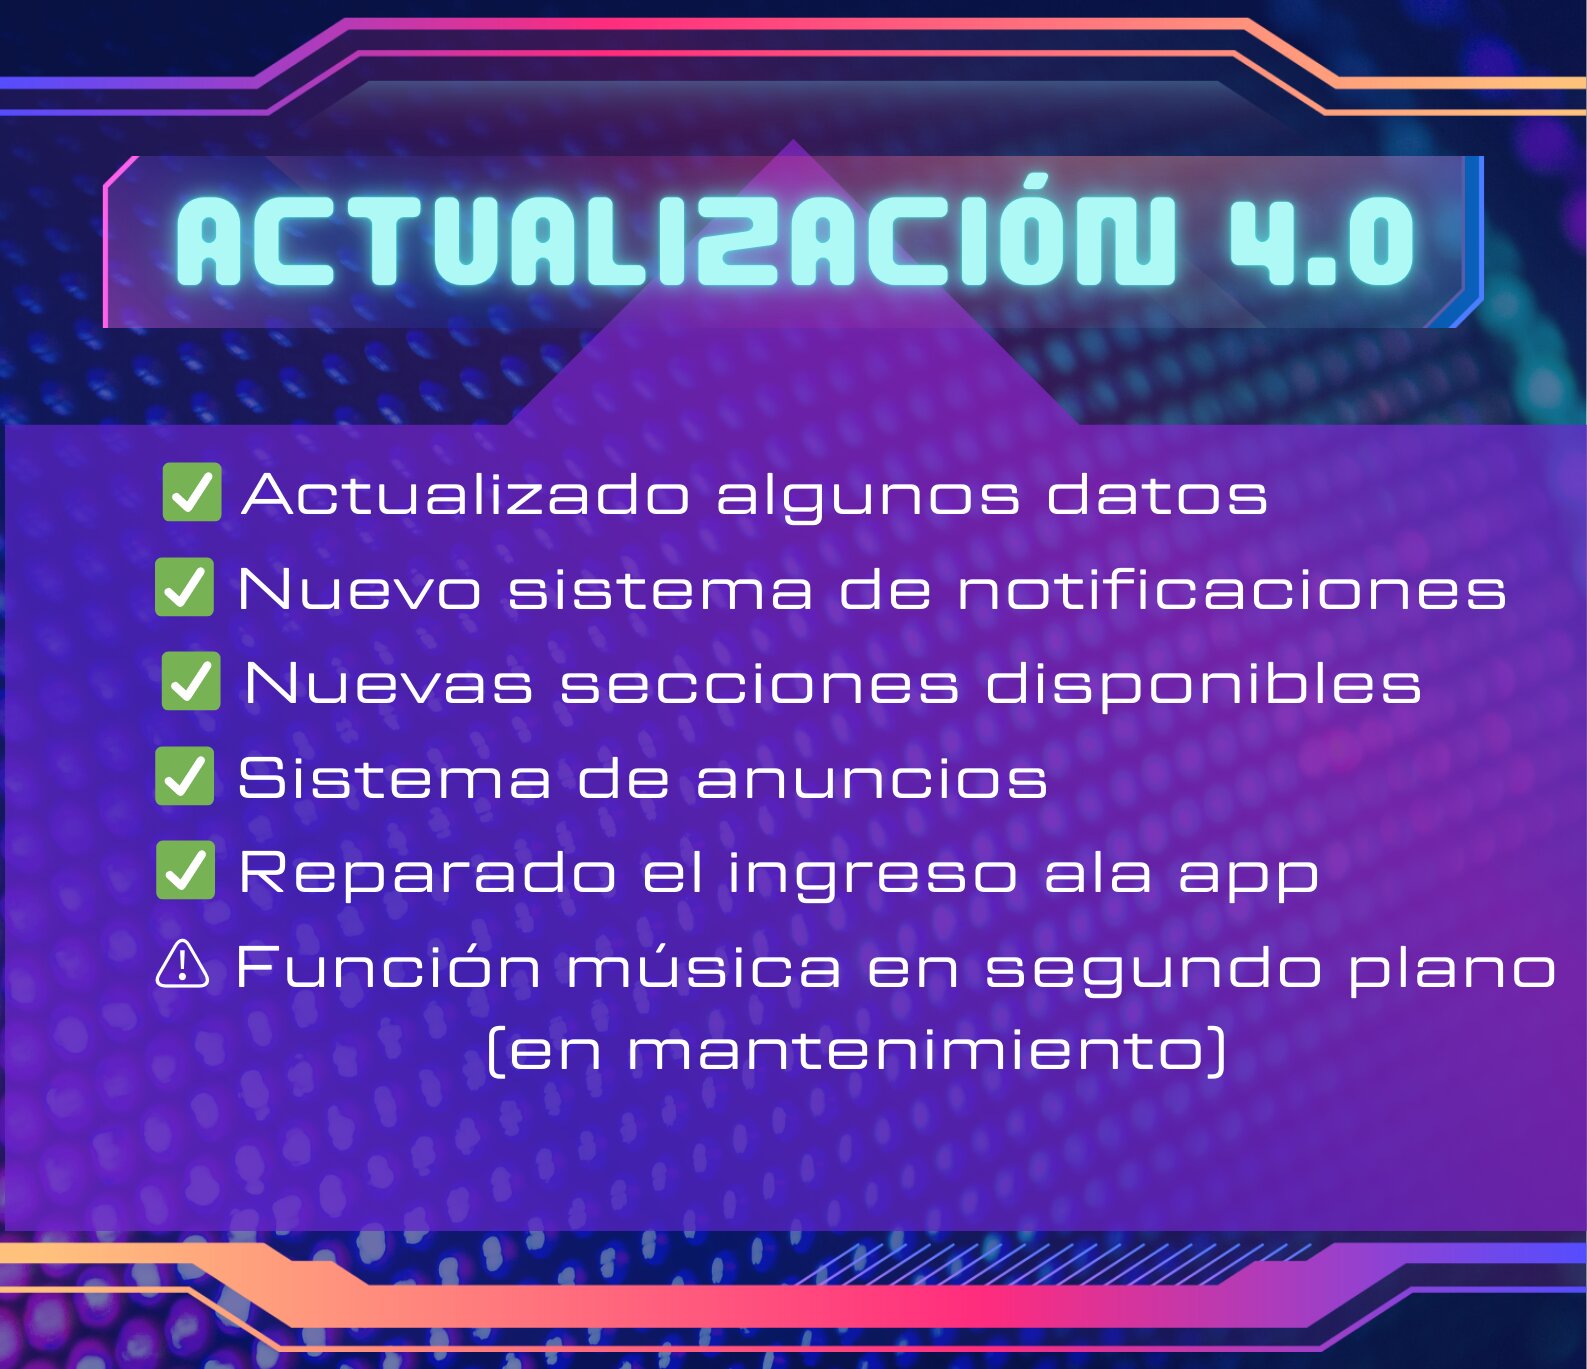 ACTUALIZACIÓN 4.0
✅ Actualizado algunos datos
✅ Nuevo sistema de notificaciones
✅ Nuevas secciones disponibles
✅ Sistema de anuncios
✅ Reparado el ingreso ala app
⚠ Función música en segundo plano
(en mantenimiento)